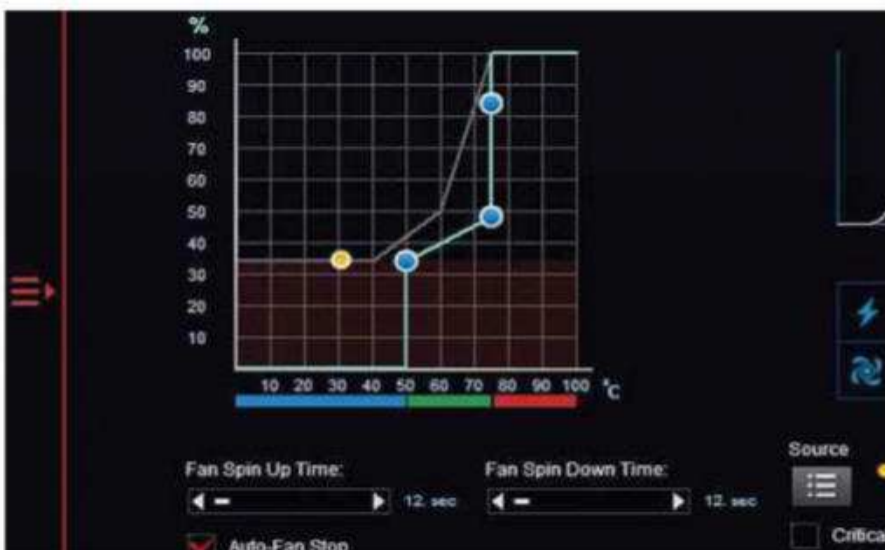 %
100
90
80
70
60
50
40
30
20
10
10 20 30 40 50 60 70 80 90 100 °C
Fan Spin Up Time:
12. sec
Fan Spin Down Time:
12. sec
Source
Auto-Fan Stop
Critica